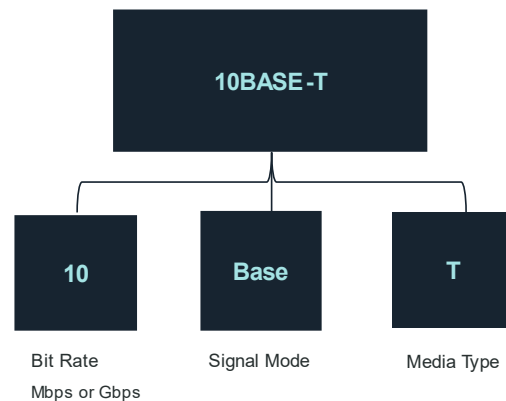 10BASE-T
10
Base
T
Bit Rate
Signal Mode
Media Type
Mbps or Gbps